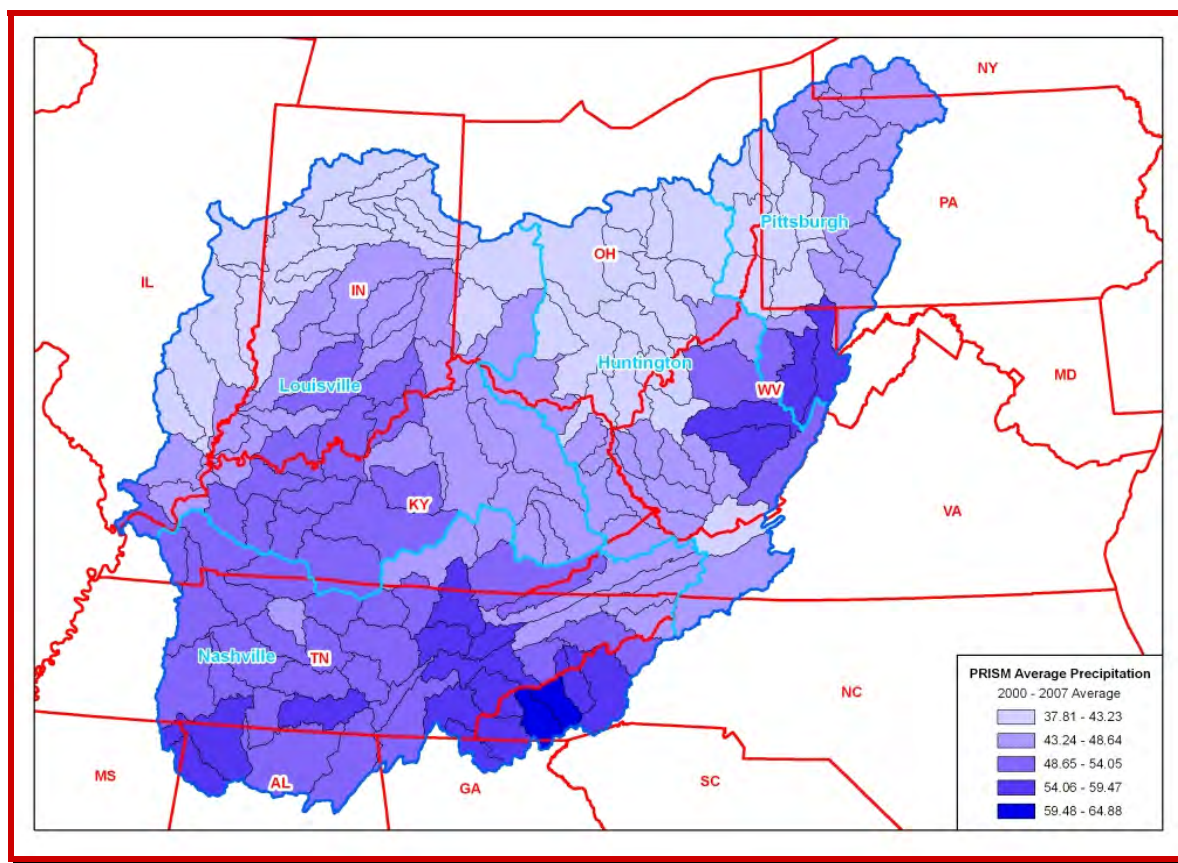 NY
PA
Pittsburgh
OH
IL
IN
Huntington
MD
Louisville
WV
KY
VA
Nashville
TN
NC
MS
AL
GA
SC
PRISM Average Precipitation
2000 - 2007 Average
37.81 - 43.23
43.24 - 48.64
48.65 - 54.05
54.06 - 59.47
59.48 - 64.88